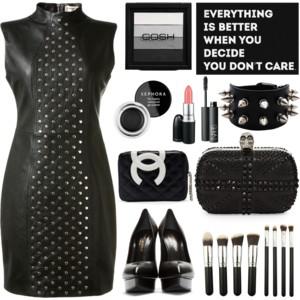 EVERYTHING
IS BETTER
WHEN YOU
DECIDE
YOU DON'T CARE.
GOSH
SEPHORA